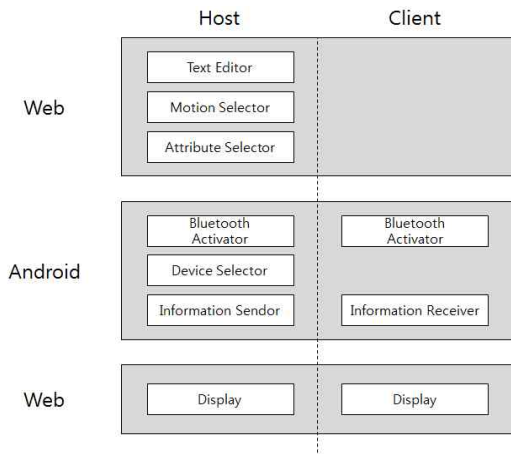 Host
Client
Web
Text Editor
Motion Selector
Attribute Selector
Android
Bluetooth
Activator
Bluetooth
Activator
Device Selector
Information Sendor
Information Receiver
Web
Display
Display